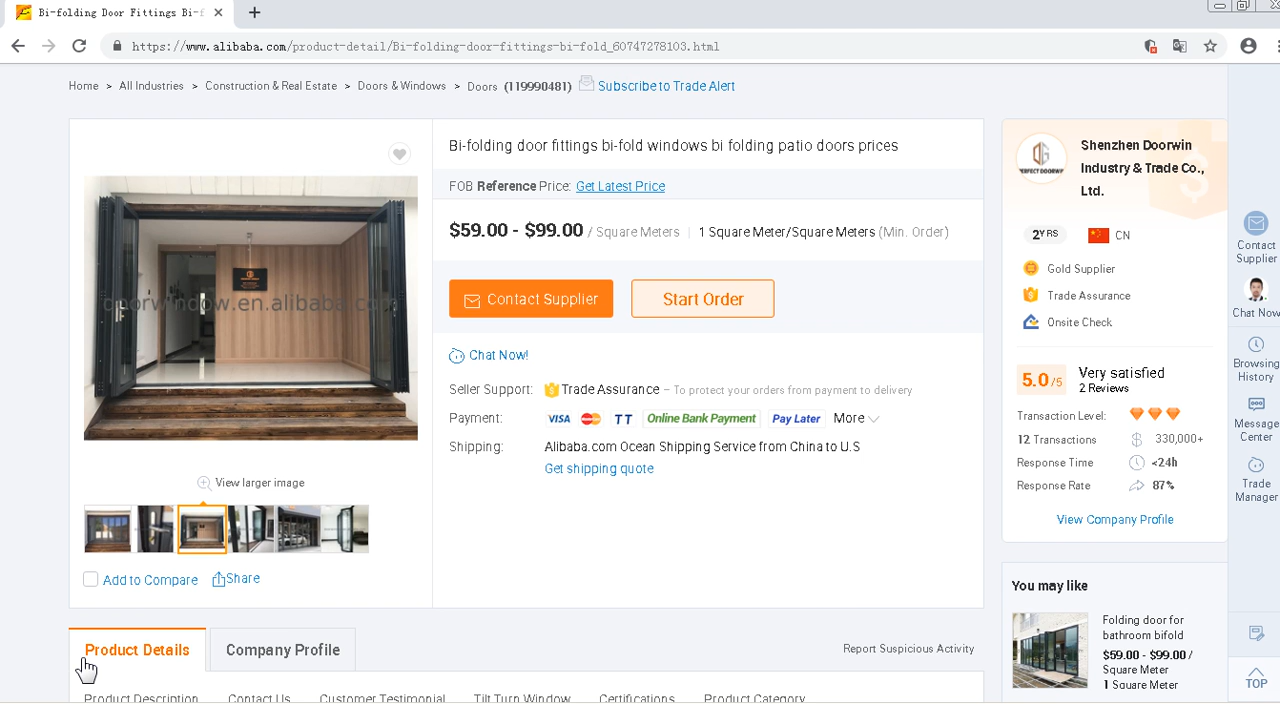 Bi-folding Door Fittings Bi-f
https://www.alibaba.com/product-detail/Bi-folding-door-fittings-bi-fold_60747278103.html
Home > All Industries > Construction & Real Estate > Doors & Windows > Doors (119990481) Subscribe to Trade Alert
doorwindow.en.alibaba.com
View larger image
Add to Compare Share
Bi-folding door fittings bi-fold windows bi folding patio doors prices
FOB Reference Price: Get Latest Price
$59.00 - $99.00 / Square Meters | 1 Square Meter/Square Meters (Min. Order)
Contact Supplier Start Order
Chat Now!
Seller Support: Trade Assurance – To protect your orders from payment to delivery
Payment: VISA TT Online Bank Payment Pay Later More
Shipping: Alibaba.com Ocean Shipping Service from China to U.S
Get shipping quote
PERFECT DOORWIN
Shenzhen Doorwin
Industry & Trade Co.,
Ltd.
2YRS CN
Gold Supplier
Trade Assurance
Onsite Check
5.0/5 Very satisfied
2 Reviews
Transaction Level:
12 Transactions 330,000+
Response Time <24h
Response Rate 87%
View Company Profile
You may like
Folding door for
bathroom bifold
$59.00 - $99.00 /
Square Meter
1 Square Meter
Contact
Supplier
Chat Now
Browsing
History
Message
Center
Trade
Manager
TOP
Product Details Company Profile Report Suspicious Activity
Product Description Contact Us Customer Testimonial Tilt Turn Window Certifications Product Category